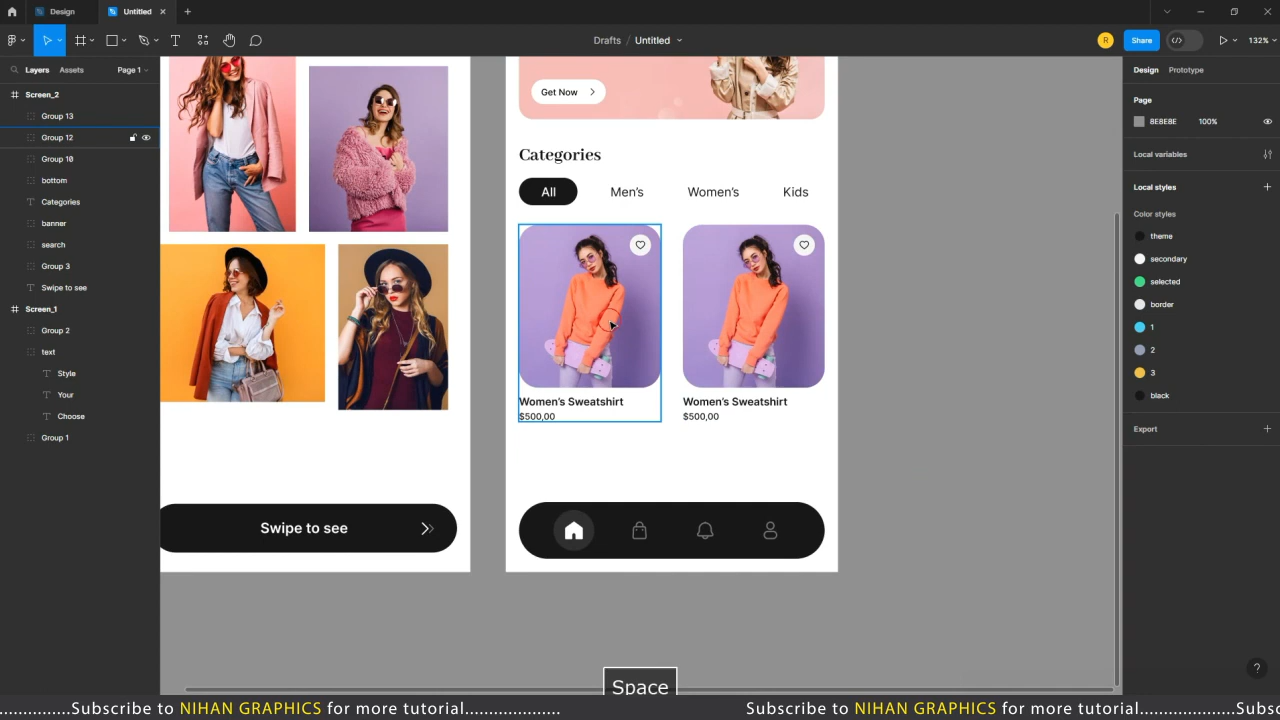 Design
Untitled
Drafts / Untitled
R
Share
132%
Layers
Assets
Page 1
Screen_2
Group 13
Group 12
Group 10
bottom
Categories
banner
search
Group 3
Swipe to see
Screen_1
Group 2
text
Style
Your
Choose
Group 1
Swipe to see
Get Now
Categories
All
Men's
Women's
Kids
Women's Sweatshirt
$500,00
Women's Sweatshirt
$500,00
Design
Prototype
Page
8E8E8E
100%
Local variables
Local styles
Color styles
theme
secondary
selected
border
1
2
3
black
Export
?
Space
..............Subscribe to NIHAN GRAPHICS for more tutorial..................
Subscribe to NIHAN GRAPHICS for more tutorial..................Subsc